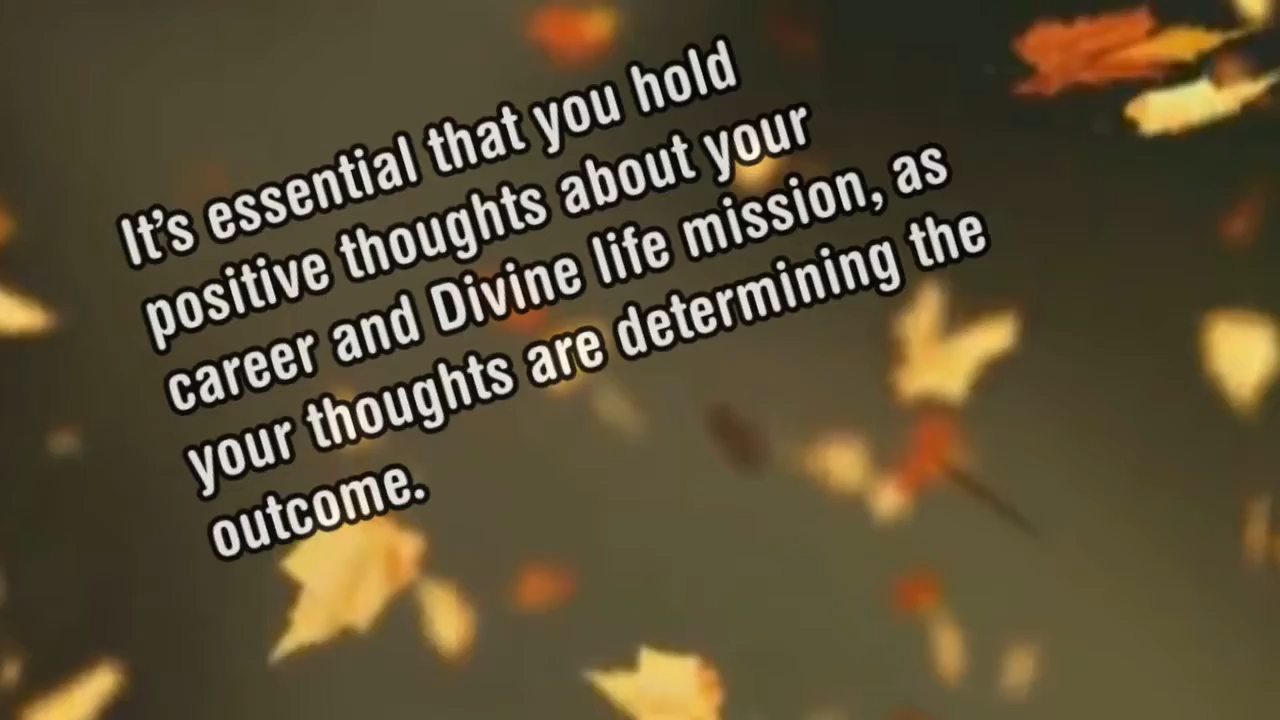 It’s essential that you hold
positive thoughts about your
career and Divine life mission, as
your thoughts are determining the
outcome.